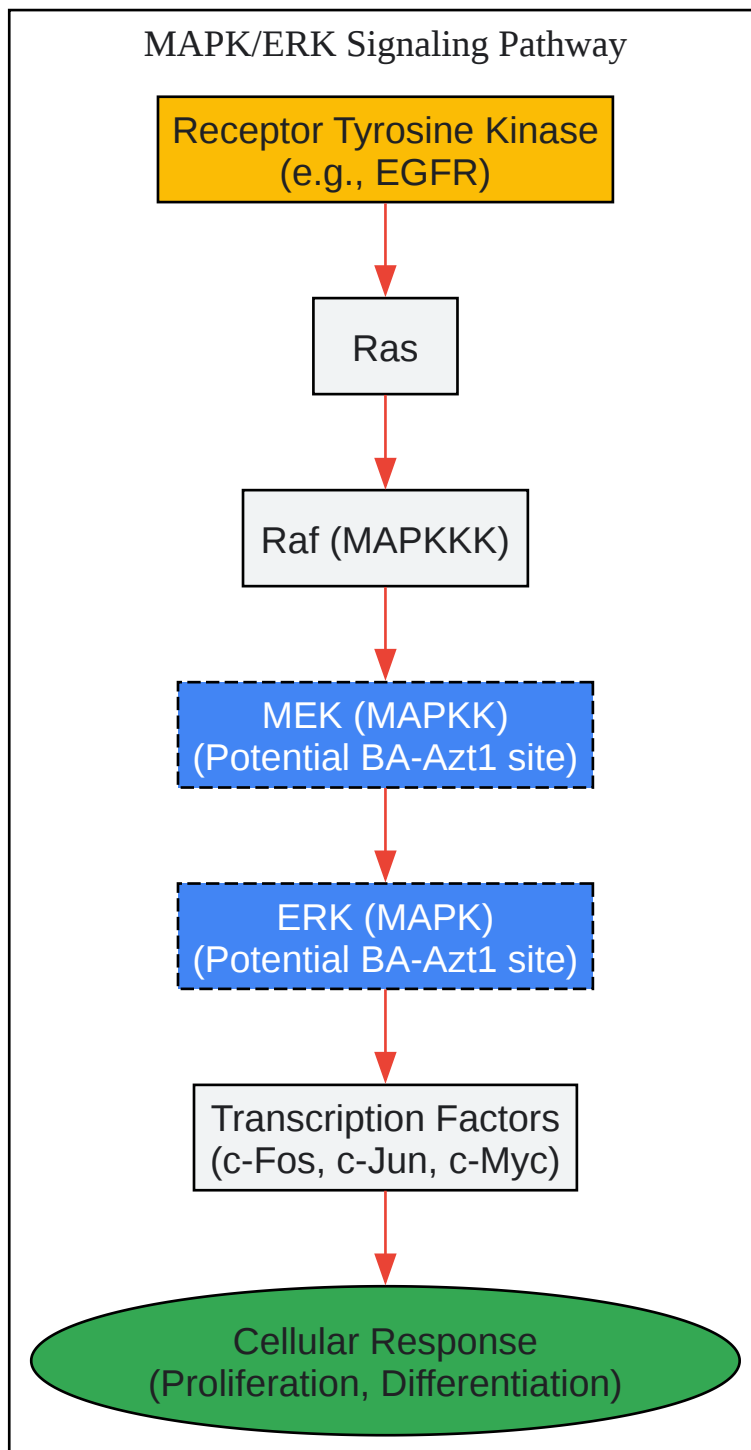 MAPK/ERK Signaling Pathway
Receptor Tyrosine Kinase
(e.g., EGFR)
Ras
Raf (MAPKKK)
MEK (MAPKK)
(Potential BA-Azt1 site)
ERK (MAPK)
(Potential BA-Azt1 site)
Transcription Factors
(c-Fos, c-Jun, c-Myc)
Cellular Response
(Proliferation, Differentiation)